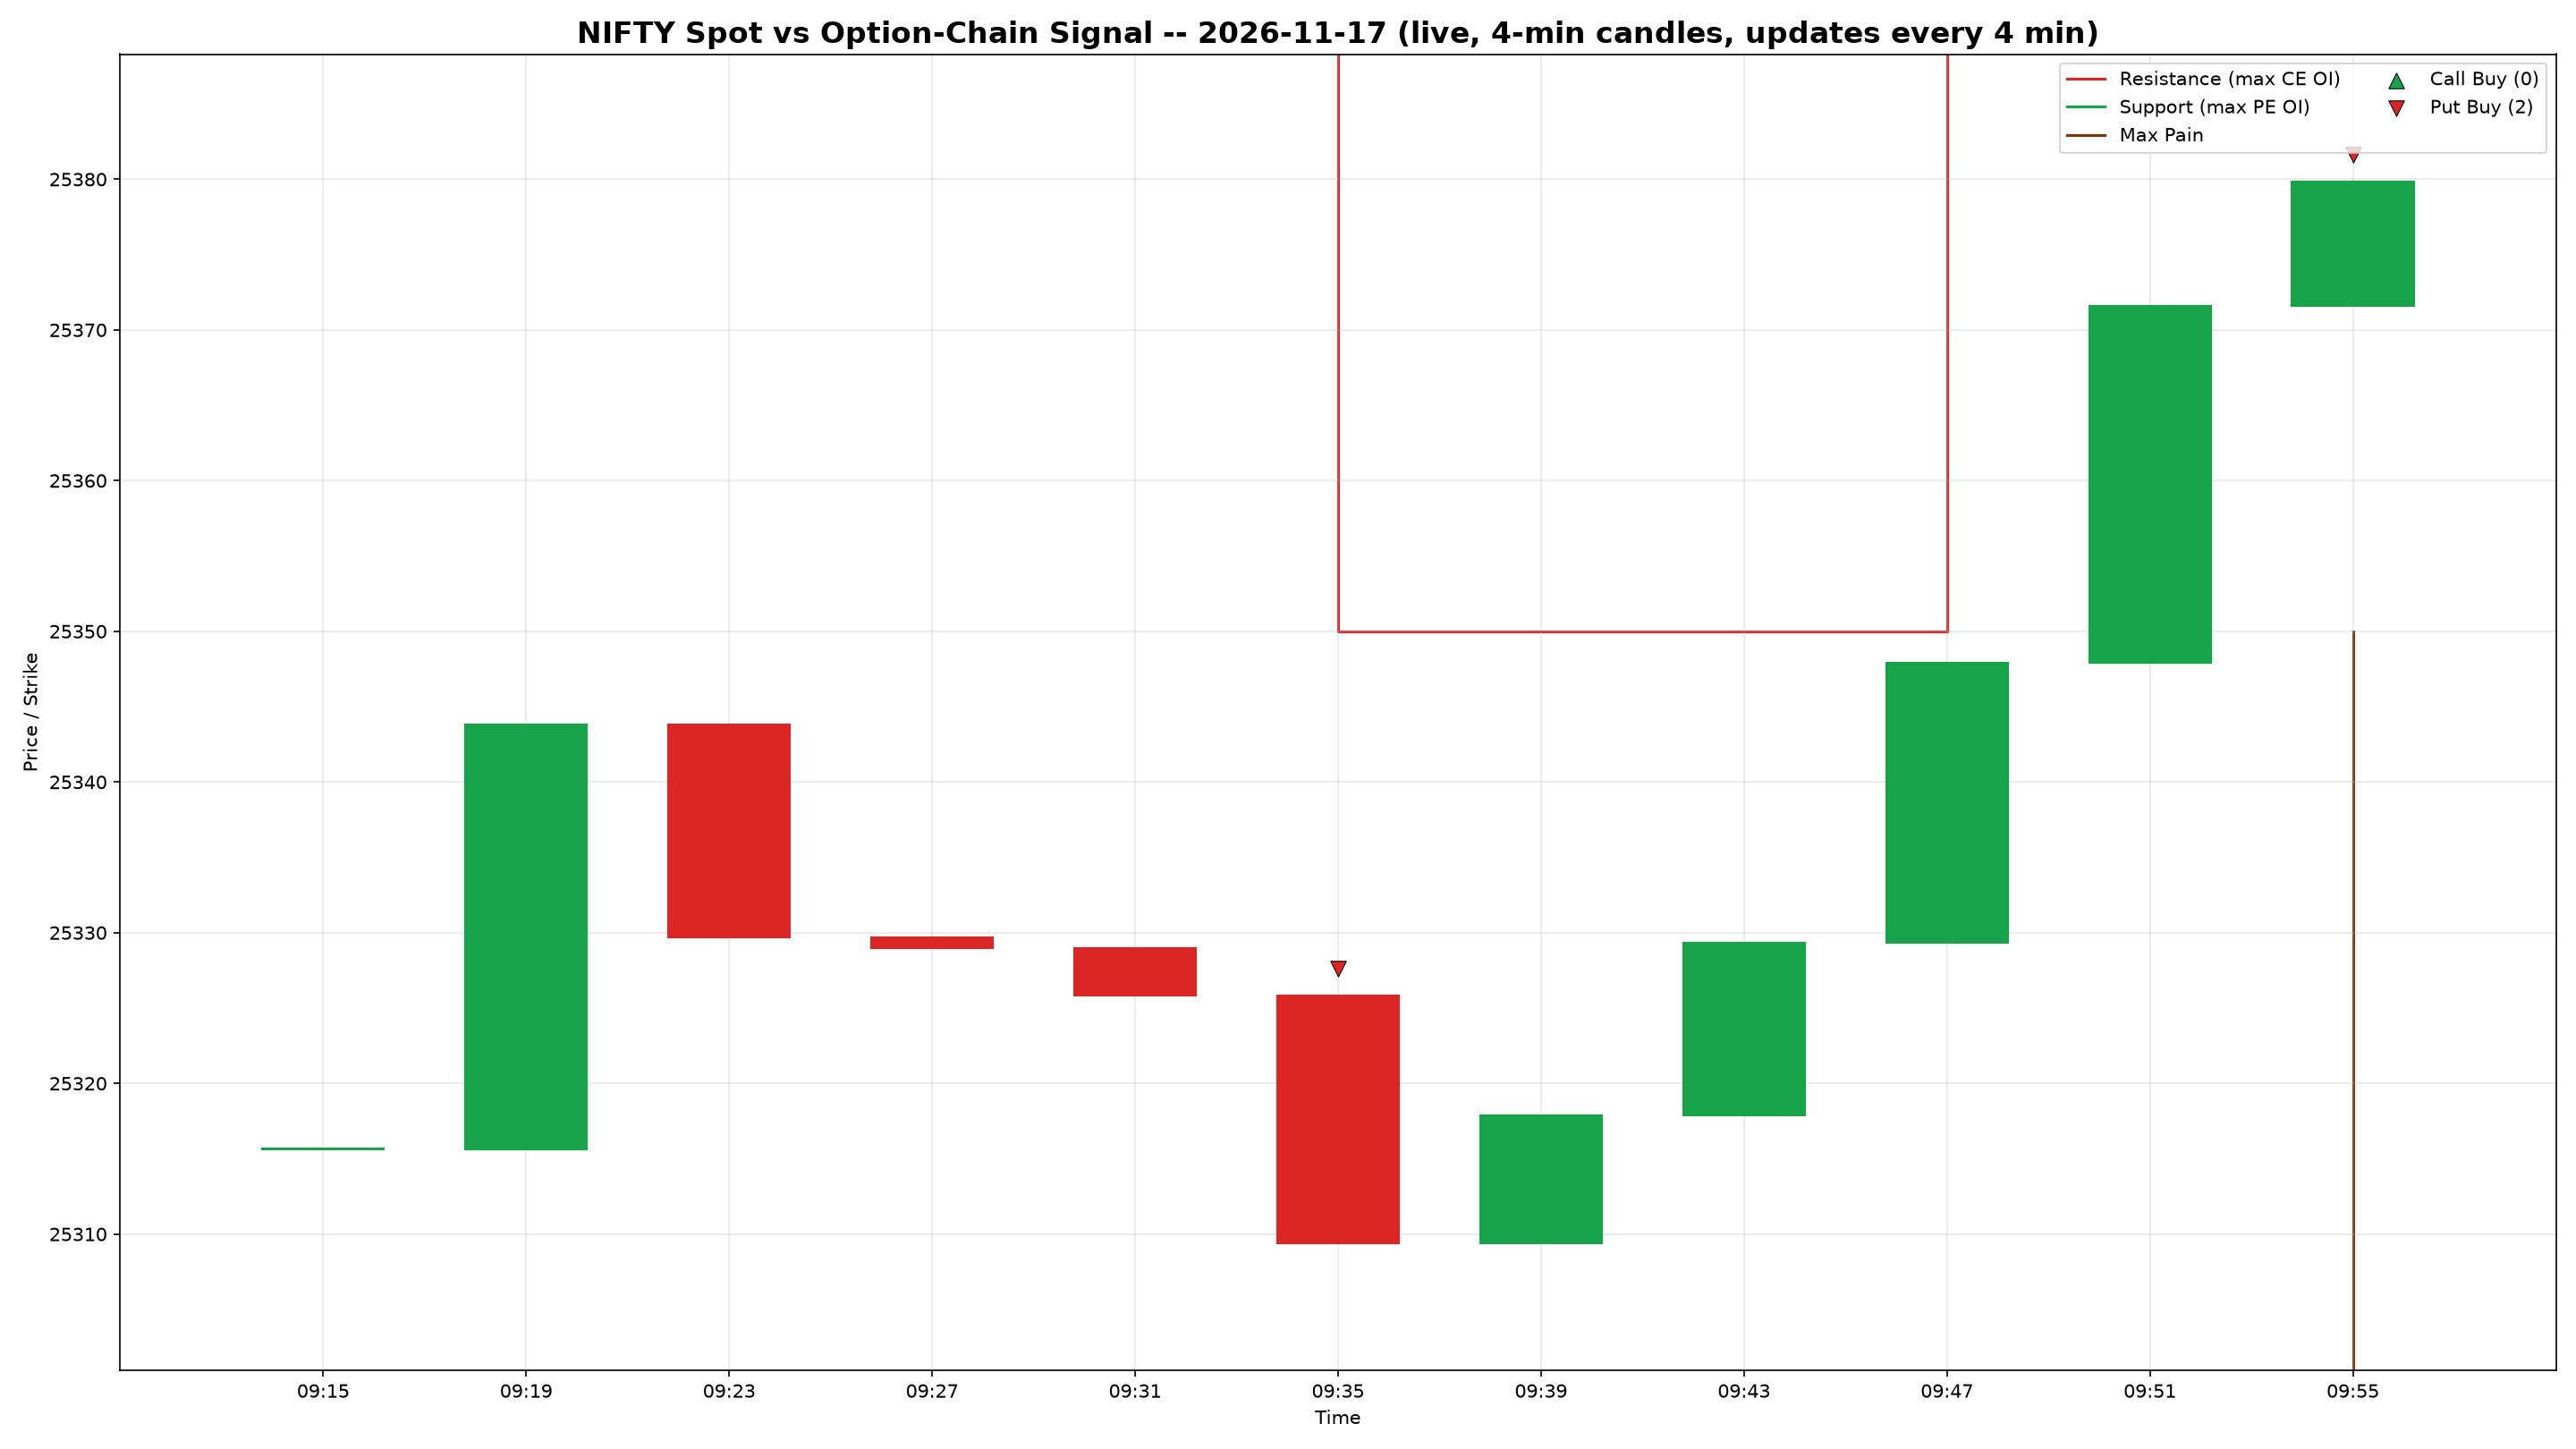 NIFTY Spot vs Option-Chain Signal -- 2026-11-17 (live, 4-min candles, updates every 4 min)
Resistance (max CE OI)
Support (max PE OI)
Max Pain
Call Buy (0)
Put Buy (2)
Price / Strike
25380
25370
25360
25350
25340
25330
25320
25310
09:15
09:19
09:23
09:27
09:31
09:35
09:39
09:43
09:47
09:51
09:55
Time